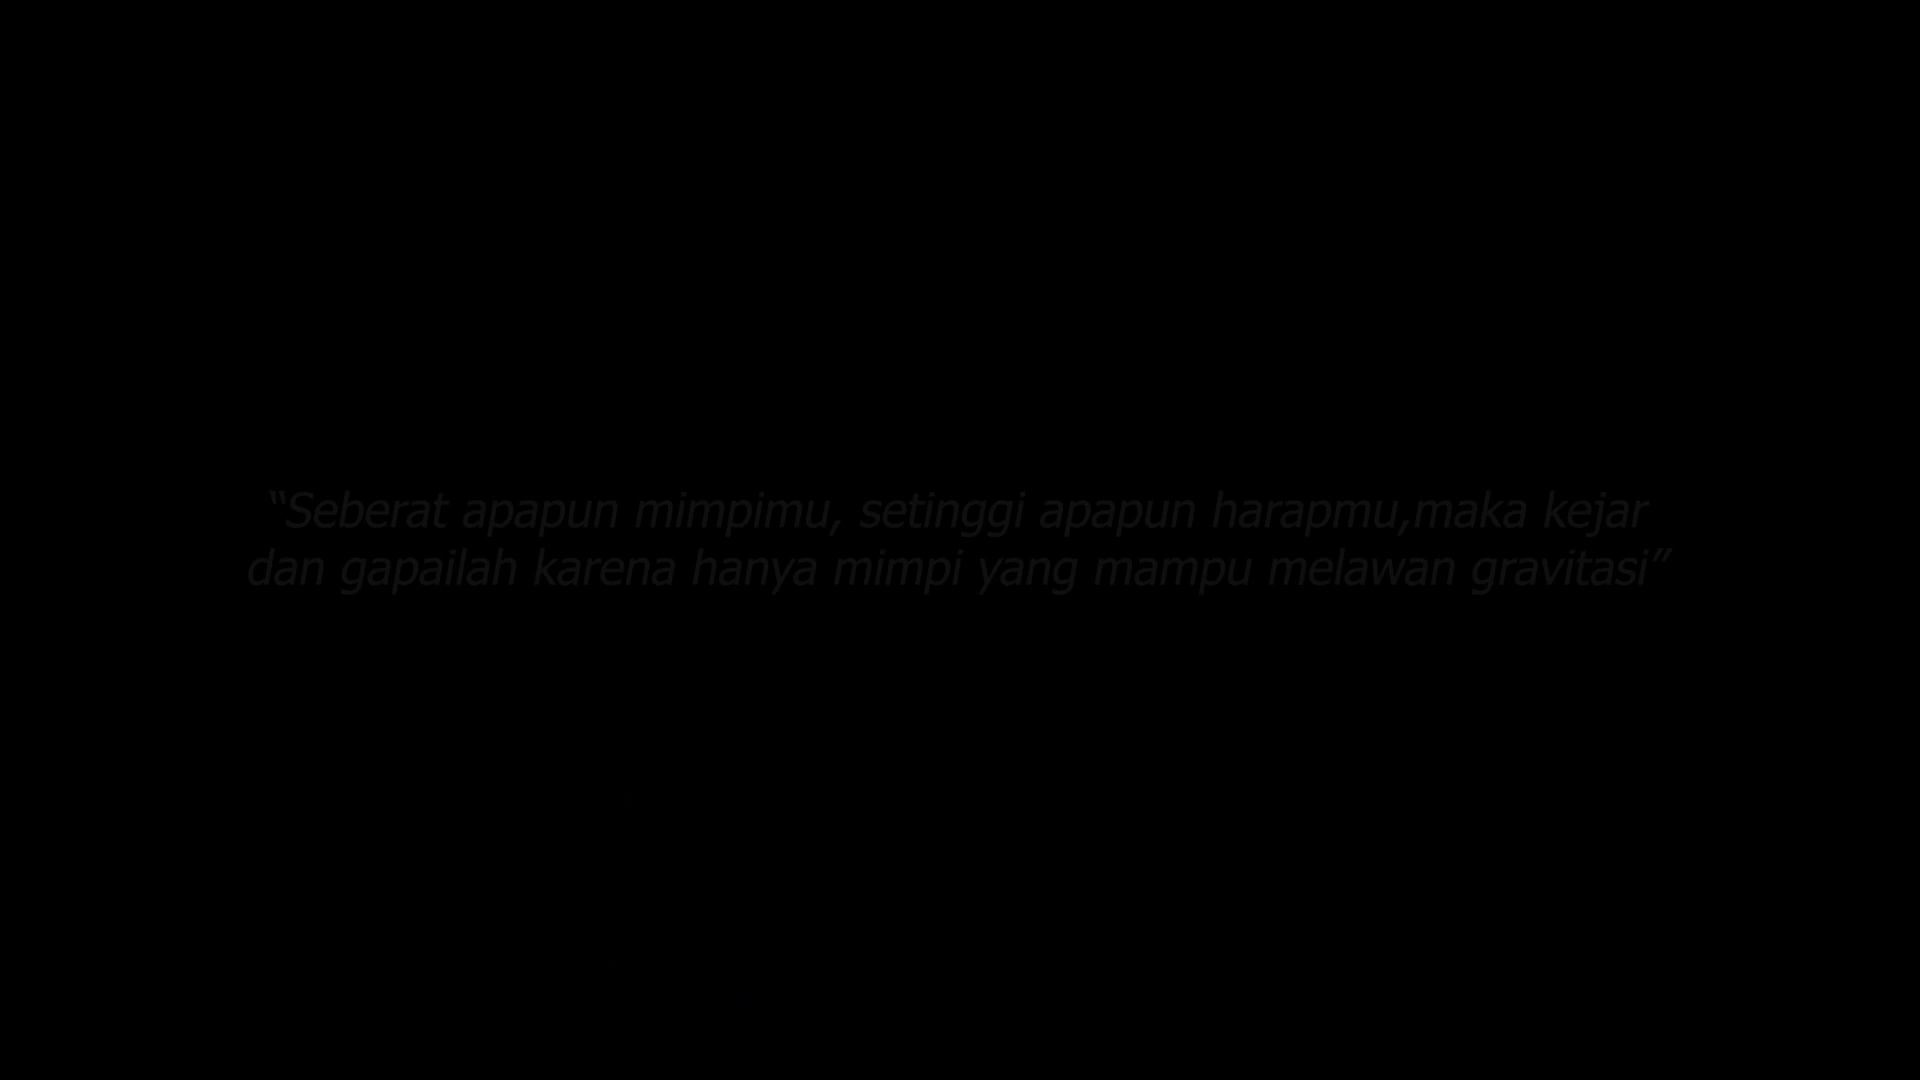 “Seberat apapun mimpimu, setinggi apapun harapmu,maka kejar
dan gapailah karena hanya mimpi yang mampu melawan gravitasi”